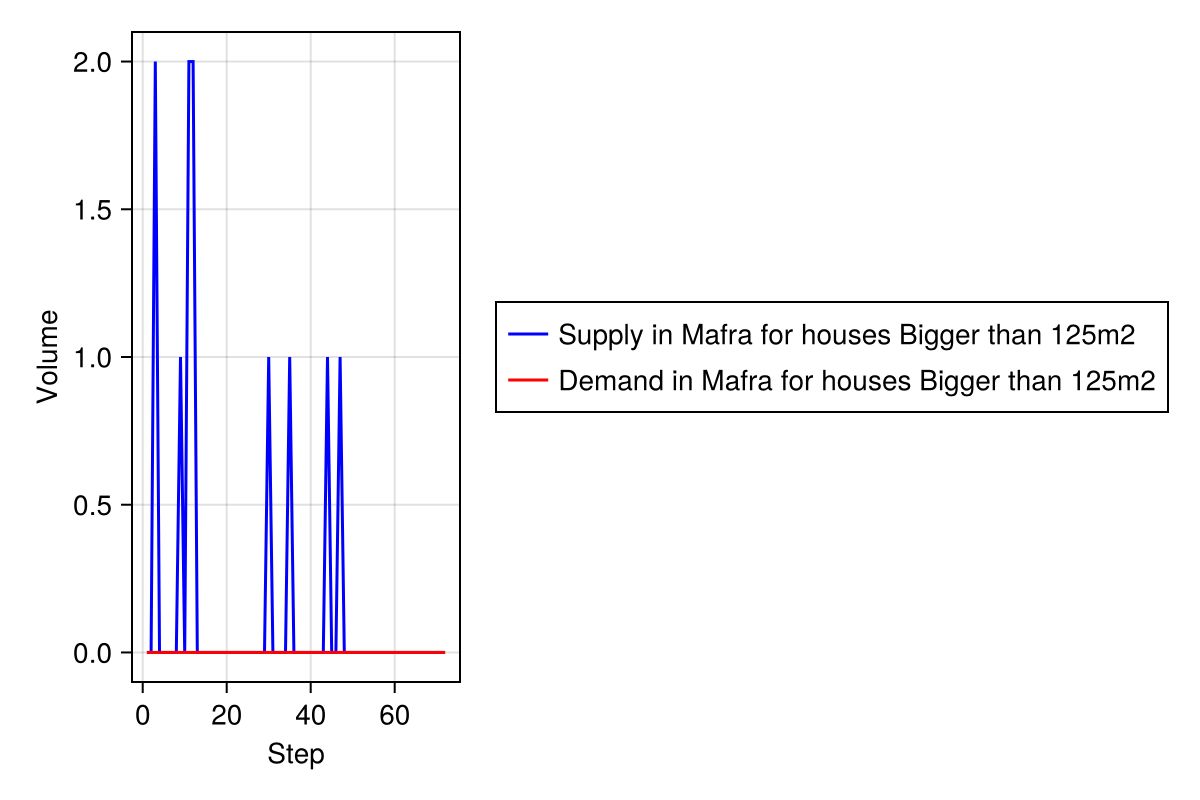 2.0
1.5
1.0
0.5
0.0
Volume
0 20 40 60
Step
Supply in Mafra for houses Bigger than 125m2
Demand in Mafra for houses Bigger than 125m2